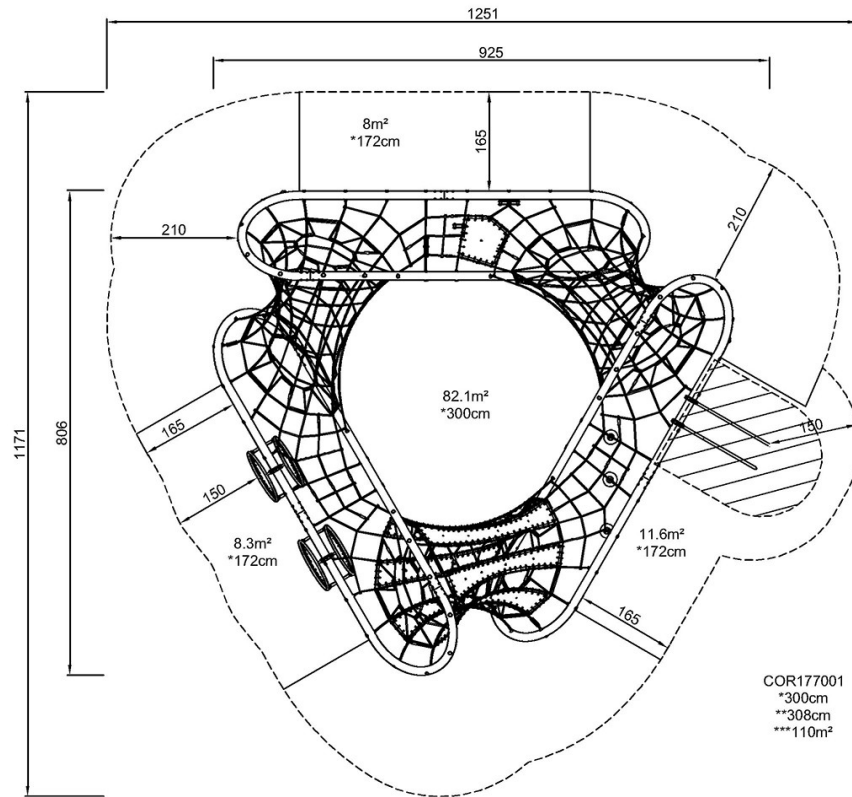 1251
925
8m²
*172cm
165
210
210
1171
806
82.1m²
*300cm
165
150
150
8.3m²
*172cm
11.6m²
*172cm
165
COR177001
*300cm
**308cm
***110m²